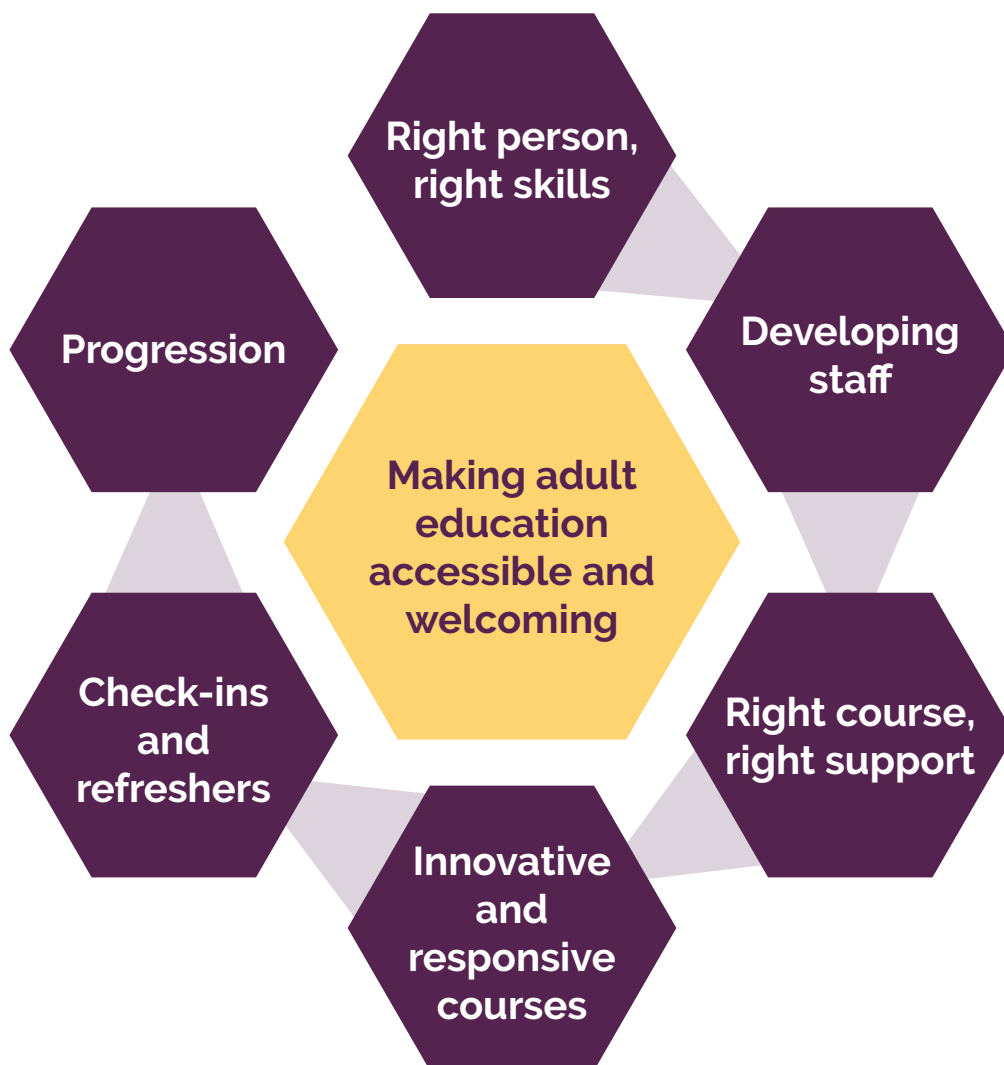 Right person,
right skills
Developing
staff
Right course,
right support
Innovative
and
responsive
courses
Check-ins
and
refreshers
Progression
Making adult
education
accessible and
welcoming